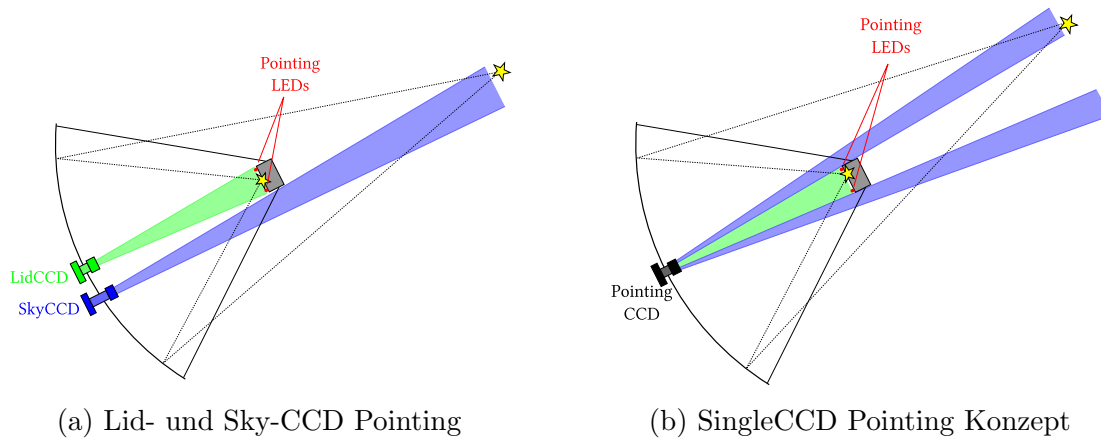 Pointing
LEDs
LidCCD
SkyCCD
(a) Lid- und Sky-CCD Pointing
Pointing
LEDs
Pointing
CCD
(b) SingleCCD Pointing Konzept